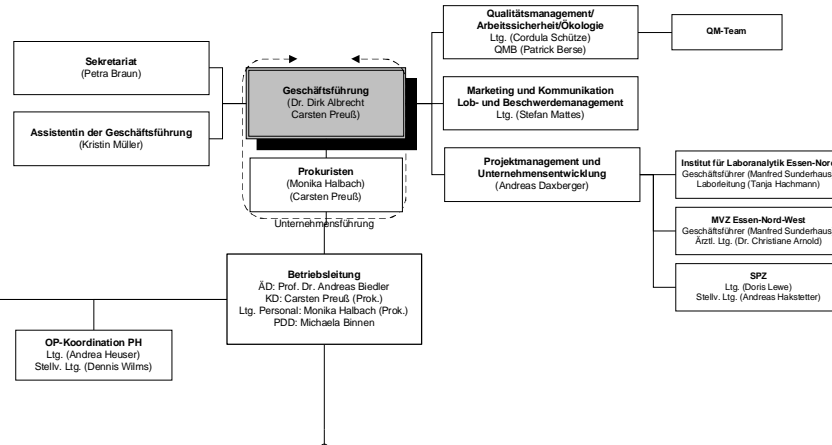 Qualitätsmanagement/
Arbeitssicherheit/Ökologie
Ltg. (Cordula Schütze)
QMB (Patrick Berse)
QM-Team
Sekretariat
(Petra Braun)
Geschäftsführung
(Dr. Dirk Albrecht
Carsten Preuß)
Marketing und Kommunikation
Lob- und Beschwerdemanagement
Ltg. (Stefan Mattes)
Assistentin der Geschäftsführung
(Kristin Müller)
Prokuristen
(Monika Halbach)
(Carsten Preuß)
Unternehmensführung
Projektmanagement und
Unternehmensentwicklung
(Andreas Daxberger)
Institut für Laboranalytik Essen-Nord
Geschäftsführer (Manfred Sunderhaus
Laborleitung (Tanja Hachmann)
MVZ Essen-Nord-West
Geschäftsführer (Manfred Sunderhaus
Ärztl. Ltg. (Dr. Christiane Arnold)
SPZ
Ltg. (Doris Lewe)
Stellv. Ltg. (Andreas Hakstetter)
Betriebsleitung
ÄD: Prof. Dr. Andreas Biedler
KD: Carsten Preuß (Prok.)
Ltg. Personal: Monika Halbach (Prok.)
PDD: Michaela Binnen
OP-Koordination PH
Ltg. (Andrea Heuser)
Stellv. Ltg. (Dennis Wilms)